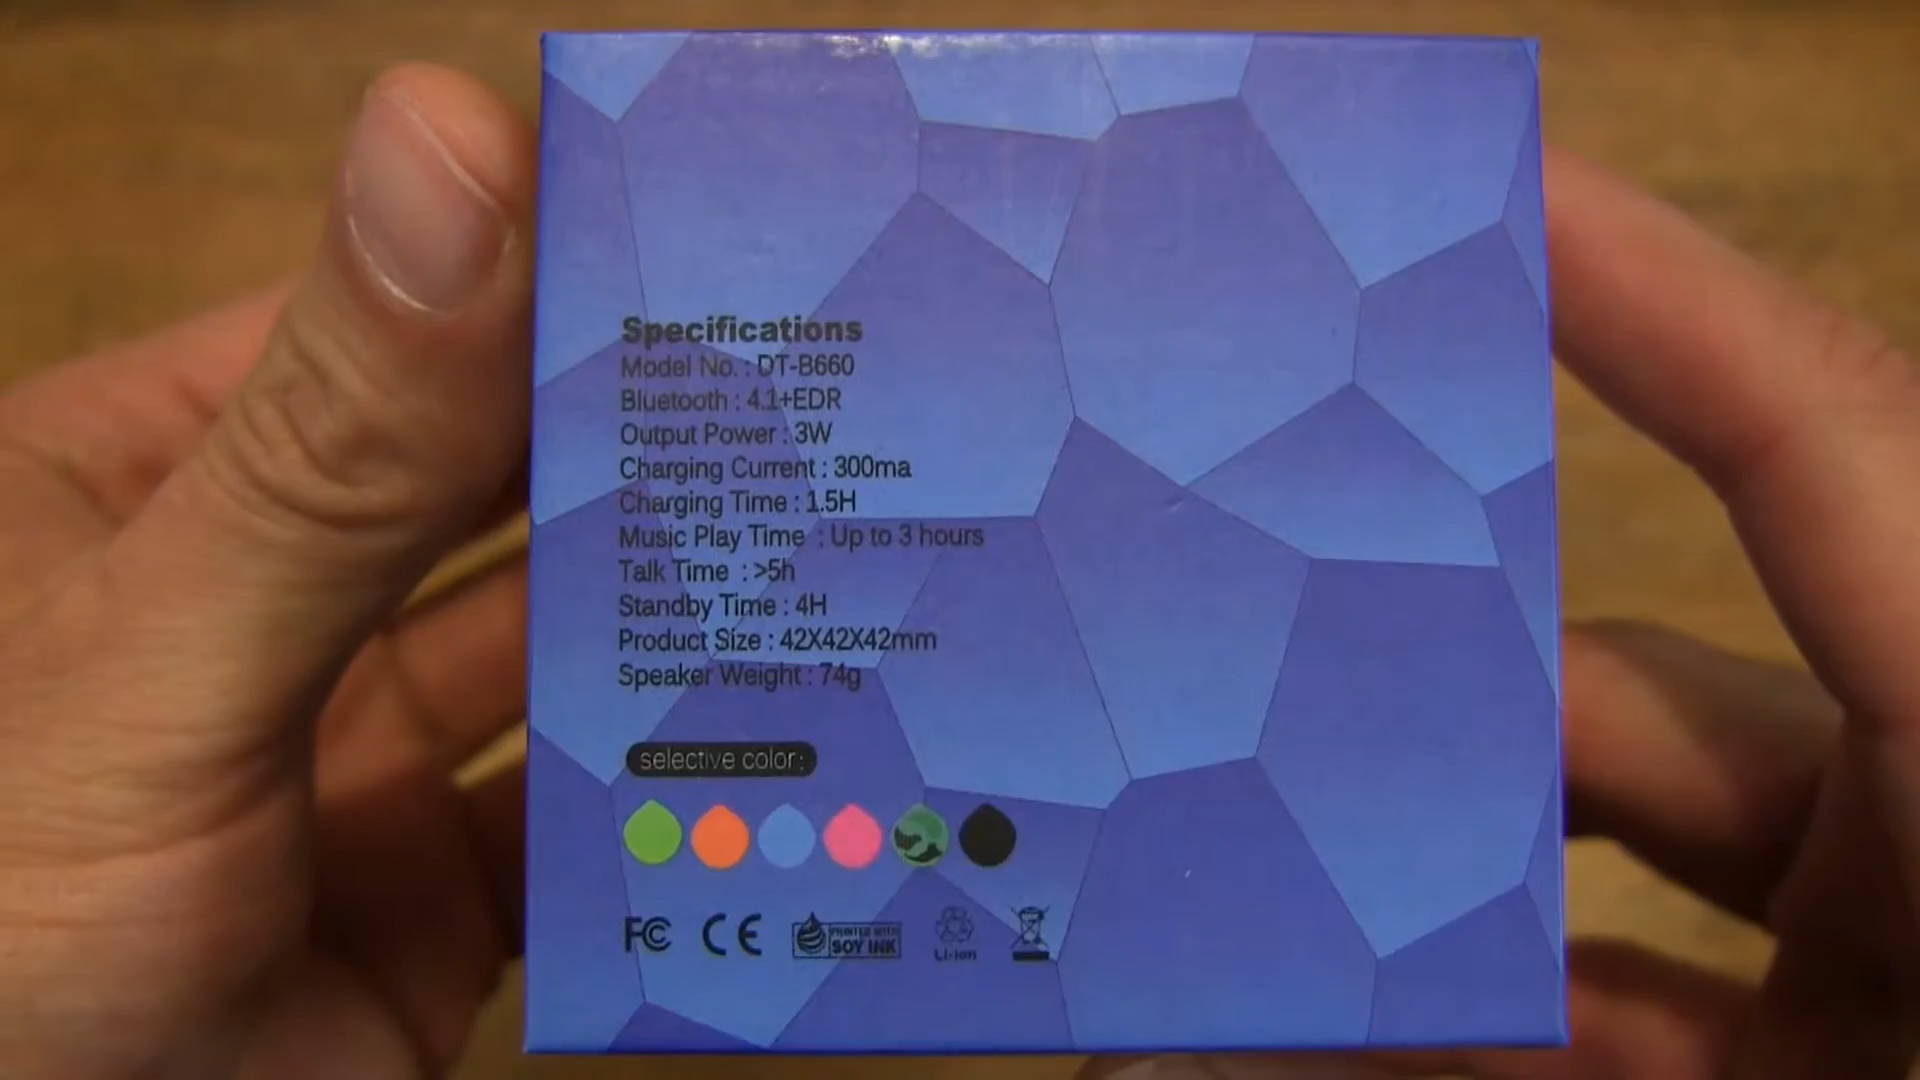 Specifications
Model No. : DT-B660
Bluetooth : 4.1+EDR
Output Power : 3W
Charging Current : 300ma
Charging Time : 1.5H
Music Play Time : Up to 3 hours
Talk Time : >5h
Standby Time : 4H
Product Size : 42X42X42mm
Speaker Weight : 74g
selective color:
FC CE PRINTED WITH
SOY INK
Li-ion